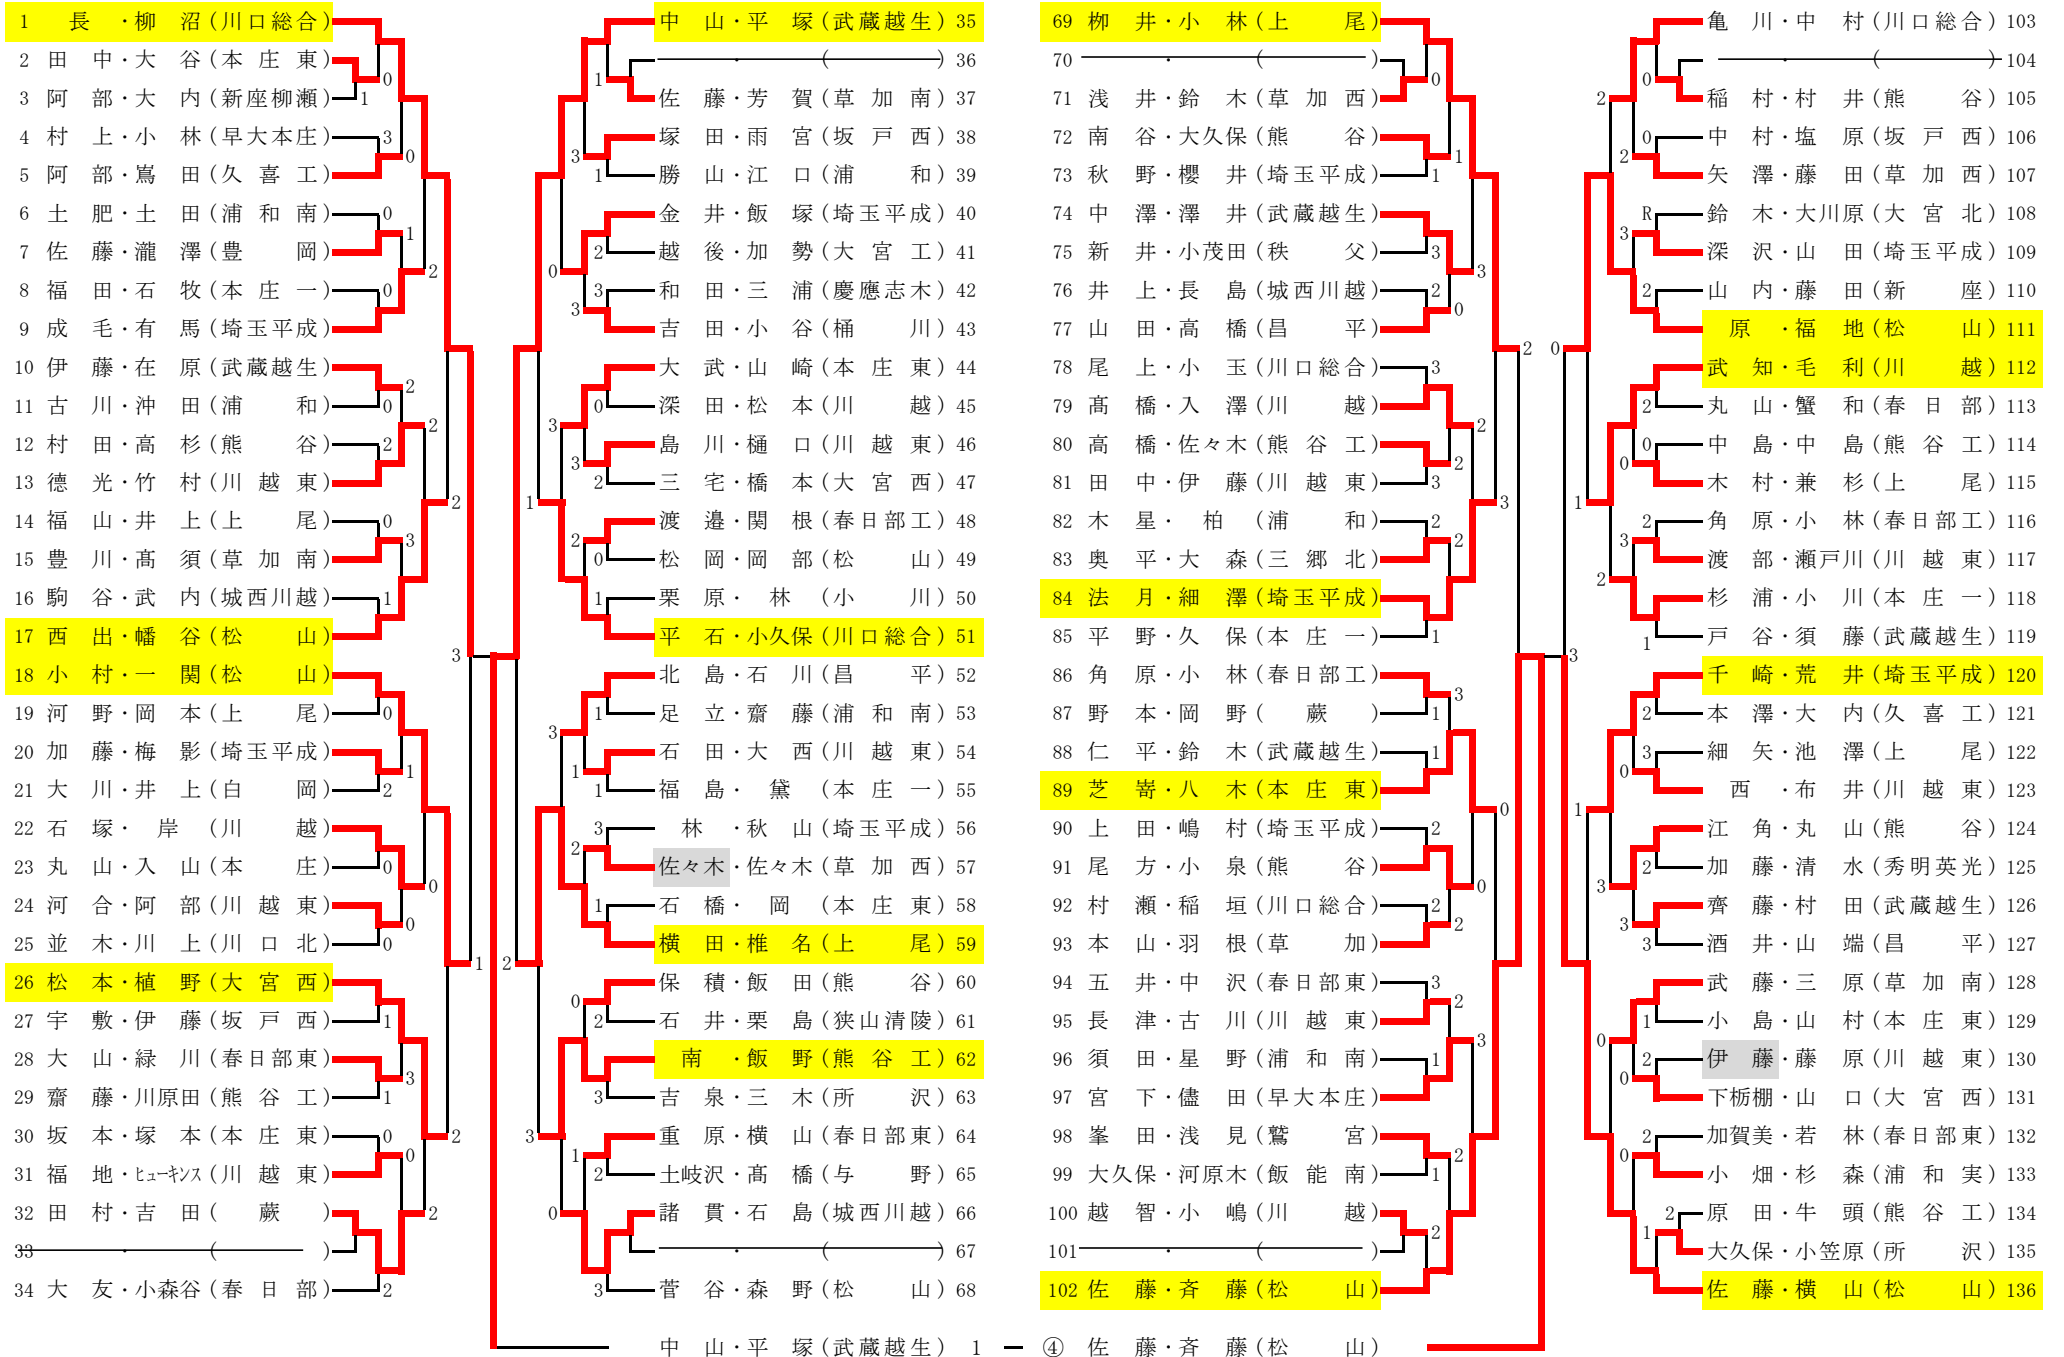 1 長・柳沼(川口総合)
2 田中・大谷(本庄東)
3 阿部・大内(新座柳瀬)
4 村上・小林(早大本庄)
5 阿部・嶌田(久喜工)
6 土肥・土田(浦和南)
7 佐藤・瀧澤(豊岡)
8 福田・石牧(本庄一)
9 成毛・有馬(埼玉平成)
10 伊藤・在原(武蔵越生)
11 古川・沖田(浦和)
12 村田・高杉(熊谷)
13 德光・竹村(川越東)
14 福山・井上(上尾)
15 豊川・髙須(草加南)
16 駒谷・武内(城西川越)
17 西出・幡谷(松山)
18 小村・一関(松山)
19 河野・岡本(上尾)
20 加藤・梅影(埼玉平成)
21 大川・井上(白岡)
22 石塚・岸(川越)
23 丸山・入山(本庄)
24 河合・阿部(川越東)
25 並木・川上(川口北)
26 松本・植野(大宮西)
27 宇敷・伊藤(坂戸西)
28 大山・緑川(春日部東)
29 齋藤・川原田(熊谷工)
30 坂本・塚本(本庄東)
31 福地・ヒューキンス(川越東)
32 田村・吉田(蕨)
33 ・( )
34 大友・小森谷(春日部)
中山・平塚(武蔵越生) 35
・( ) 36
佐藤・芳賀(草加南) 37
塚田・雨宮(坂戸西) 38
勝山・江口(浦和) 39
金井・飯塚(埼玉平成) 40
越後・加勢(大宮工) 41
和田・三浦(慶應志木) 42
吉田・小谷(桶川) 43
大武・山崎(本庄東) 44
深田・松本(川越) 45
島川・樋口(川越東) 46
三宅・橋本(大宮西) 47
渡邉・関根(春日部工) 48
松岡・岡部(松山) 49
栗原・林(小川) 50
平石・小久保(川口総合) 51
北島・石川(昌平) 52
足立・齋藤(浦和南) 53
石田・大西(川越東) 54
福島・黛(本庄一) 55
林・秋山(埼玉平成) 56
佐々木・佐々木(草加西) 57
石橋・岡(本庄東) 58
横田・椎名(上尾) 59
保積・飯田(熊谷) 60
石井・栗島(狭山清陵) 61
南・飯野(熊谷工) 62
吉泉・三木(所沢) 63
重原・横山(春日部東) 64
土岐沢・髙橋(与野) 65
諸貫・石島(城西川越) 66
・( ) 67
菅谷・森野(松山) 68
69 栁井・小林(上尾)
70 ・( )
71 浅井・鈴木(草加西)
72 南谷・大久保(熊谷)
73 秋野・櫻井(埼玉平成)
74 中澤・澤井(武蔵越生)
75 新井・小茂田(秩父)
76 井上・長島(城西川越)
77 山田・高橋(昌平)
78 尾上・小玉(川口総合)
79 髙橋・入澤(川越)
80 高橋・佐々木(熊谷工)
81 田中・伊藤(川越東)
82 木星・柏(浦和)
83 奥平・大森(三郷北)
84 法月・細澤(埼玉平成)
85 平野・久保(本庄一)
86 角原・小林(春日部工)
87 野本・岡野(蕨)
88 仁平・鈴木(武蔵越生)
89 芝嵜・八木(本庄東)
90 上田・嶋村(埼玉平成)
91 尾方・小泉(熊谷)
92 村瀬・稲垣(川口総合)
93 本山・羽根(草加)
94 五井・中沢(春日部東)
95 長津・古川(川越東)
96 須田・星野(浦和南)
97 宮下・儘田(早大本庄)
98 峯田・浅見(鷲宮)
99 大久保・河原木(飯能南)
100 越智・小嶋(川越)
101 ・( )
102 佐藤・斉藤(松山)
亀川・中村(川口総合) 103
・( ) 104
稲村・村井(熊谷) 105
中村・塩原(坂戸西) 106
矢澤・藤田(草加西) 107
鈴木・大川原(大宮北) 108
深沢・山田(埼玉平成) 109
山内・藤田(新座) 110
原・福地(松山) 111
武知・毛利(川越) 112
丸山・蟹和(春日部) 113
中島・中島(熊谷工) 114
木村・兼杉(上尾) 115
角原・小林(春日部工) 116
渡部・瀬戸川(川越東) 117
杉浦・小川(本庄一) 118
戸谷・須藤(武蔵越生) 119
千崎・荒井(埼玉平成) 120
本澤・大内(久喜工) 121
細矢・池澤(上尾) 122
西・布井(川越東) 123
江角・丸山(熊谷) 124
加藤・清水(秀明英光) 125
齊藤・村田(武蔵越生) 126
酒井・山端(昌平) 127
武藤・三原(草加南) 128
小島・山村(本庄東) 129
伊藤・藤原(川越東) 130
下栃棚・山口(大宮西) 131
加賀美・若林(春日部東) 132
小畑・杉森(浦和実) 133
原田・牛頭(熊谷工) 134
大久保・小笠原(所沢) 135
佐藤・横山(松山) 136
中山・平塚(武蔵越生) 1 ― ④ 佐藤・斉藤(松山)